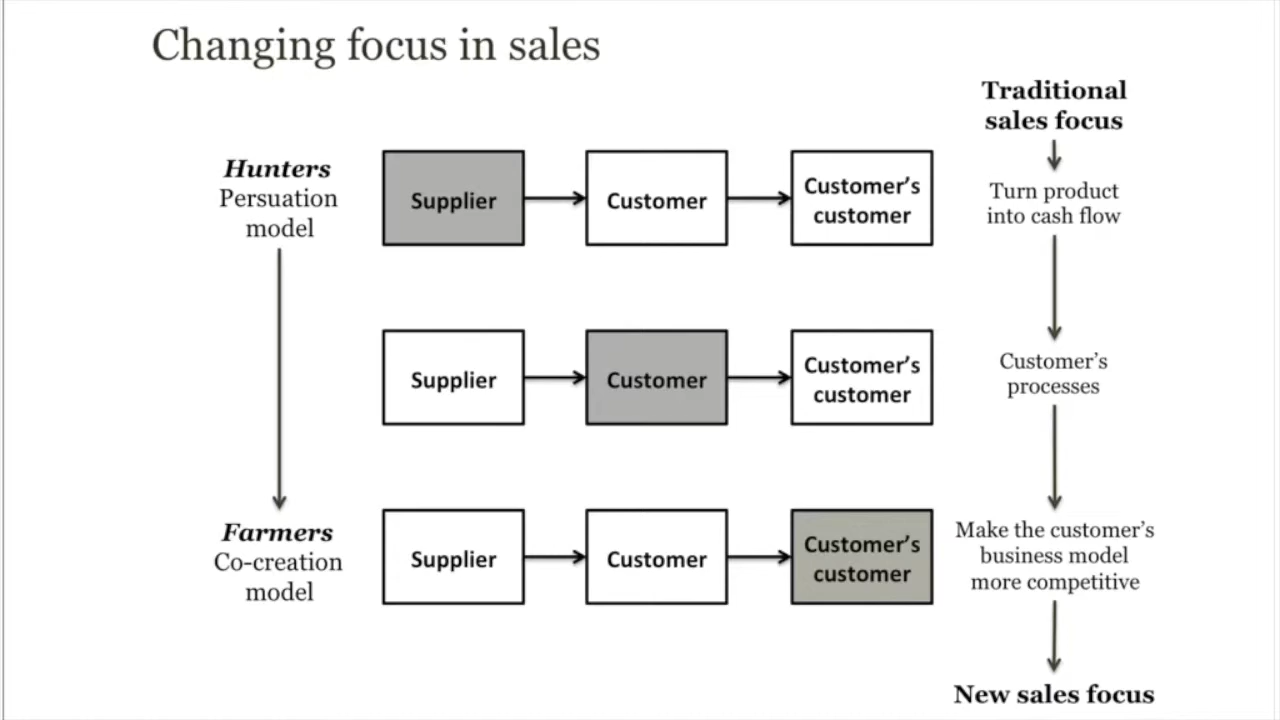 Changing focus in sales
Traditional
sales focus
Hunters
Persuation
model
Supplier
Customer
Customer's
customer
Turn product
into cash flow
Supplier
Customer
Customer's
customer
Customer's
processes
Farmers
Co-creation
model
Supplier
Customer
Customer's
customer
Make the customer's
business model
more competitive
New sales focus